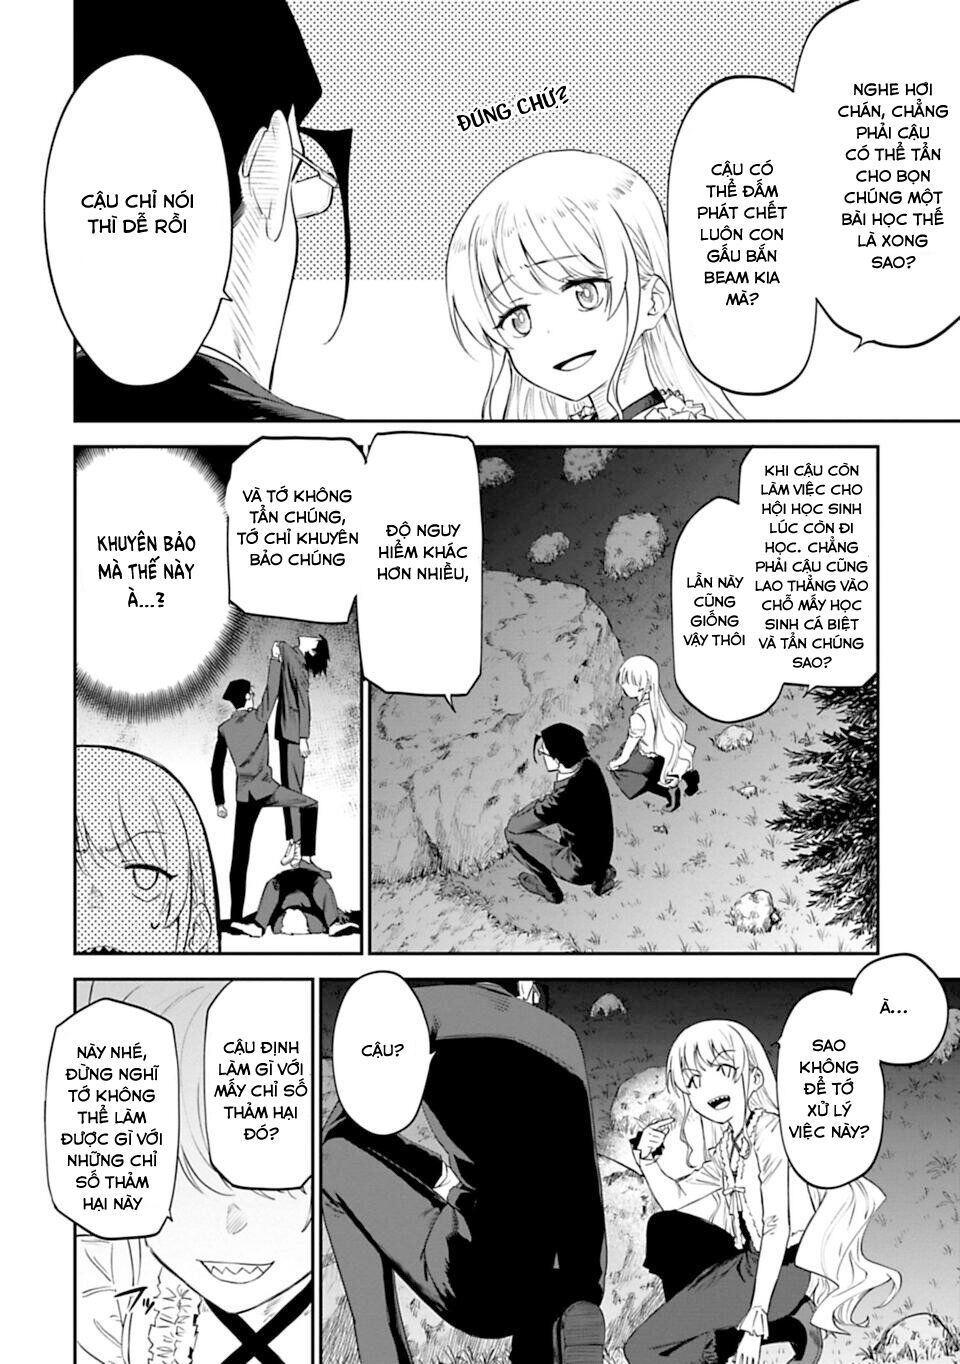 NGHE HƠI
CHÁN, CHẲNG
PHẢI CẬU
CÓ THỂ TẨN
CHO BỌN
CHÚNG MỘT
BÀI HỌC THẾ
LÀ XONG
SAO?
CẬU CÓ
THỂ ĐẤM
PHÁT CHẾT
LUÔN CON
GẤU BẮN
BEAM KIA
MÀ?
ĐÚNG CHỨ?
CẬU CHỈ NÓI
THÌ DỄ RỒI
KHI CẬU CÒN
LÀM VIỆC CHO
HỘI HỌC SINH
LÚC CÒN ĐI
HỌC. CHẲNG
PHẢI CẬU CŨNG
LAO THẲNG VÀO
CHỖ MẤY HỌC
SINH CÁ BIỆT
VÀ TẨN CHÚNG
SAO?
LẦN NÀY
CŨNG
GIỐNG
VẬY THÔI
ĐỘ NGUY
HIỂM KHÁC
HƠN NHIỀU,
VÀ TỚ KHÔNG
TẨN CHÚNG,
TỚ CHỈ KHUYÊN
BẢO CHÚNG
KHUYÊN BẢO
MÀ THẾ NÀY
À...?
À...
SAO
KHÔNG
ĐỂ TỚ
XỬ LÝ
VIỆC NÀY?
CẬU?
CẬU ĐỊNH
LÀM GÌ VỚI
MẤY CHỈ SỐ
THẢM HẠI
ĐÓ?
NÀY NHÉ,
ĐỪNG NGHĨ
TỚ KHÔNG
THỂ LÀM
ĐƯỢC GÌ VỚI
NHỮNG CHỈ
SỐ THẢM
HẠI NÀY